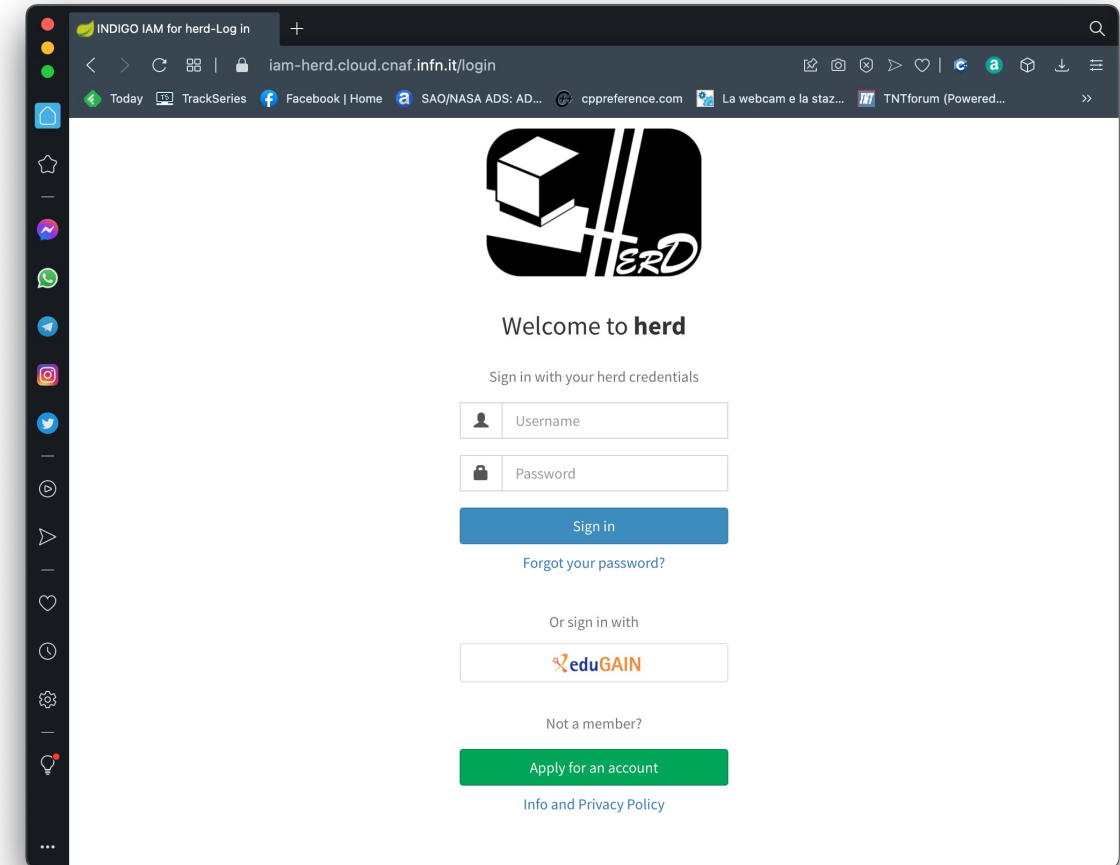 INDIGO IAM for herd-Log in
iam-herd.cloud.cnaf.infn.it/login
Today TS TrackSeries Facebook | Home a SAO/NASA ADS: AD... cppreference.com La webcam e la staz... TNTforum (Powered...
HERD
Welcome to herd
Sign in with your herd credentials
Username
Password
Sign in
Forgot your password?
Or sign in with
eduGAIN
Not a member?
Apply for an account
Info and Privacy Policy